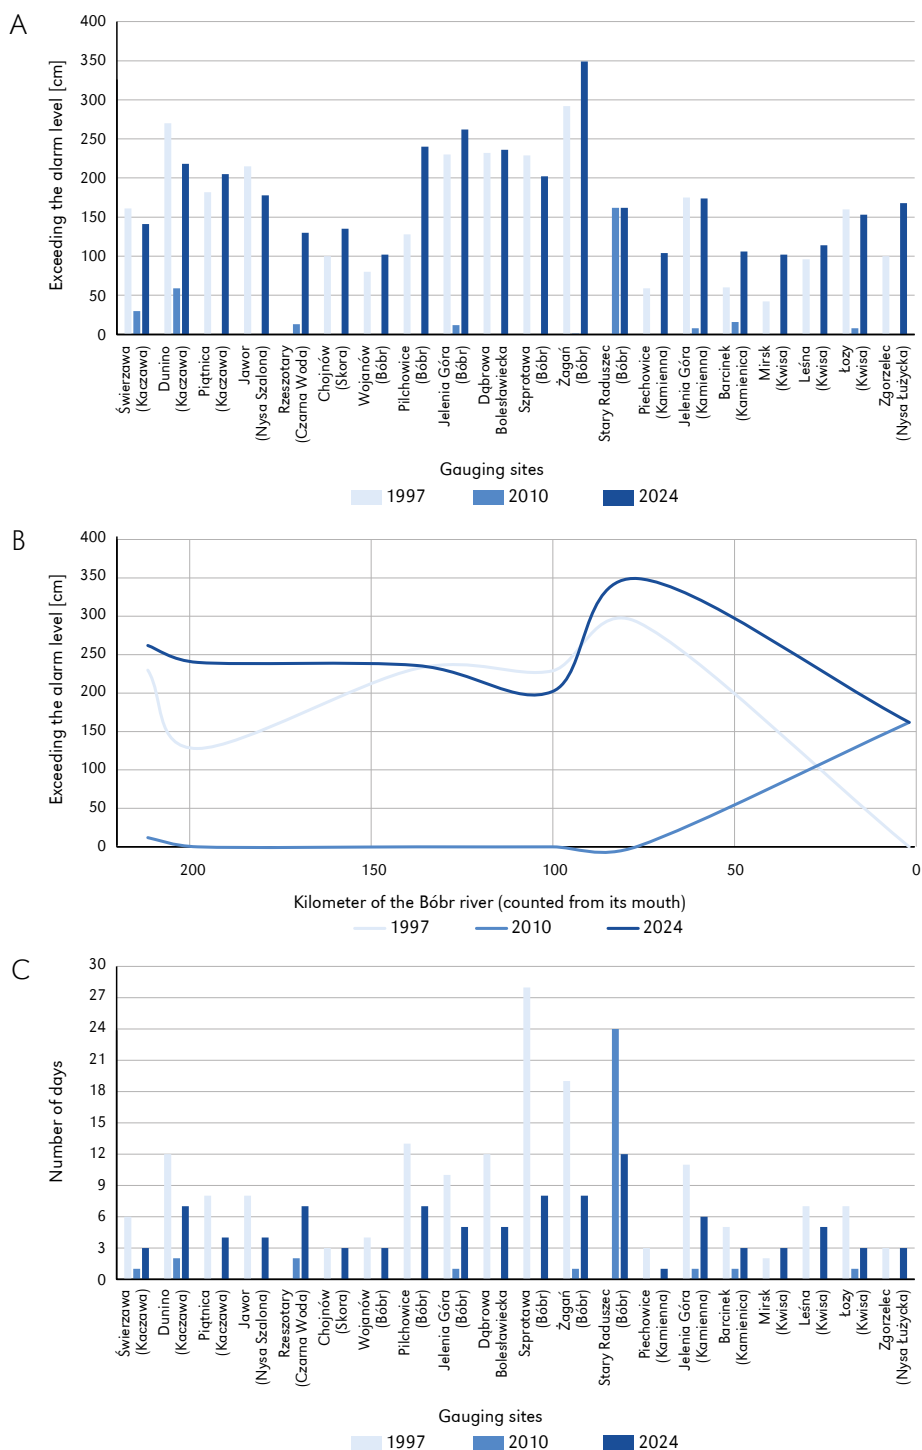 A
Exceeding the alarm level [cm]
400
350
300
250
200
150
100
50
0
Świerzawa
(Kaczawa)
Dunino
(Kaczawa)
Piątnica
(Kaczawa)
Jawor
(Nysa Szalona)
Rzeszotary
(Czarna Woda)
Chojnów
(Skora)
Wojanów
(Bóbr)
Pilchowice
(Bóbr)
Jelenia Góra
(Bóbr)
Dąbrowa
Bolesławiecka
Szprotawa
(Bóbr)
Żagań
(Bóbr)
Stary Raduszec
(Bóbr)
Piechowice
(Kamienna)
Jelenia Góra
(Kamienna)
Barcinek
(Kamienica)
Mirsk
(Kwisa)
Leśna
(Kwisa)
Łozy
(Kwisa)
Zgorzelec
(Nysa Łużycka)
Gauging sites
1997 2010 2024
B
Exceeding the alarm level [cm]
400
350
300
250
200
150
100
50
0
200 150 100 50 0
Kilometer of the Bóbr river (counted from its mouth)
1997 2010 2024
C
Number of days
30
27
24
21
18
15
12
9
6
3
0
Świerzawa
(Kaczawa)
Dunino
(Kaczawa)
Piątnica
(Kaczawa)
Jawor
(Nysa Szalona)
Rzeszotary
(Czarna Woda)
Chojnów
(Skora)
Wojanów
(Bóbr)
Pilchowice
(Bóbr)
Jelenia Góra
(Bóbr)
Dąbrowa
Bolesławiecka
Szprotawa
(Bóbr)
Żagań
(Bóbr)
Stary Raduszec
(Bóbr)
Piechowice
(Kamienna)
Jelenia Góra
(Kamienna)
Barcinek
(Kamienica)
Mirsk
(Kwisa)
Leśna
(Kwisa)
Łozy
(Kwisa)
Zgorzelec
(Nysa Łużycka)
Gauging sites
1997 2010 2024